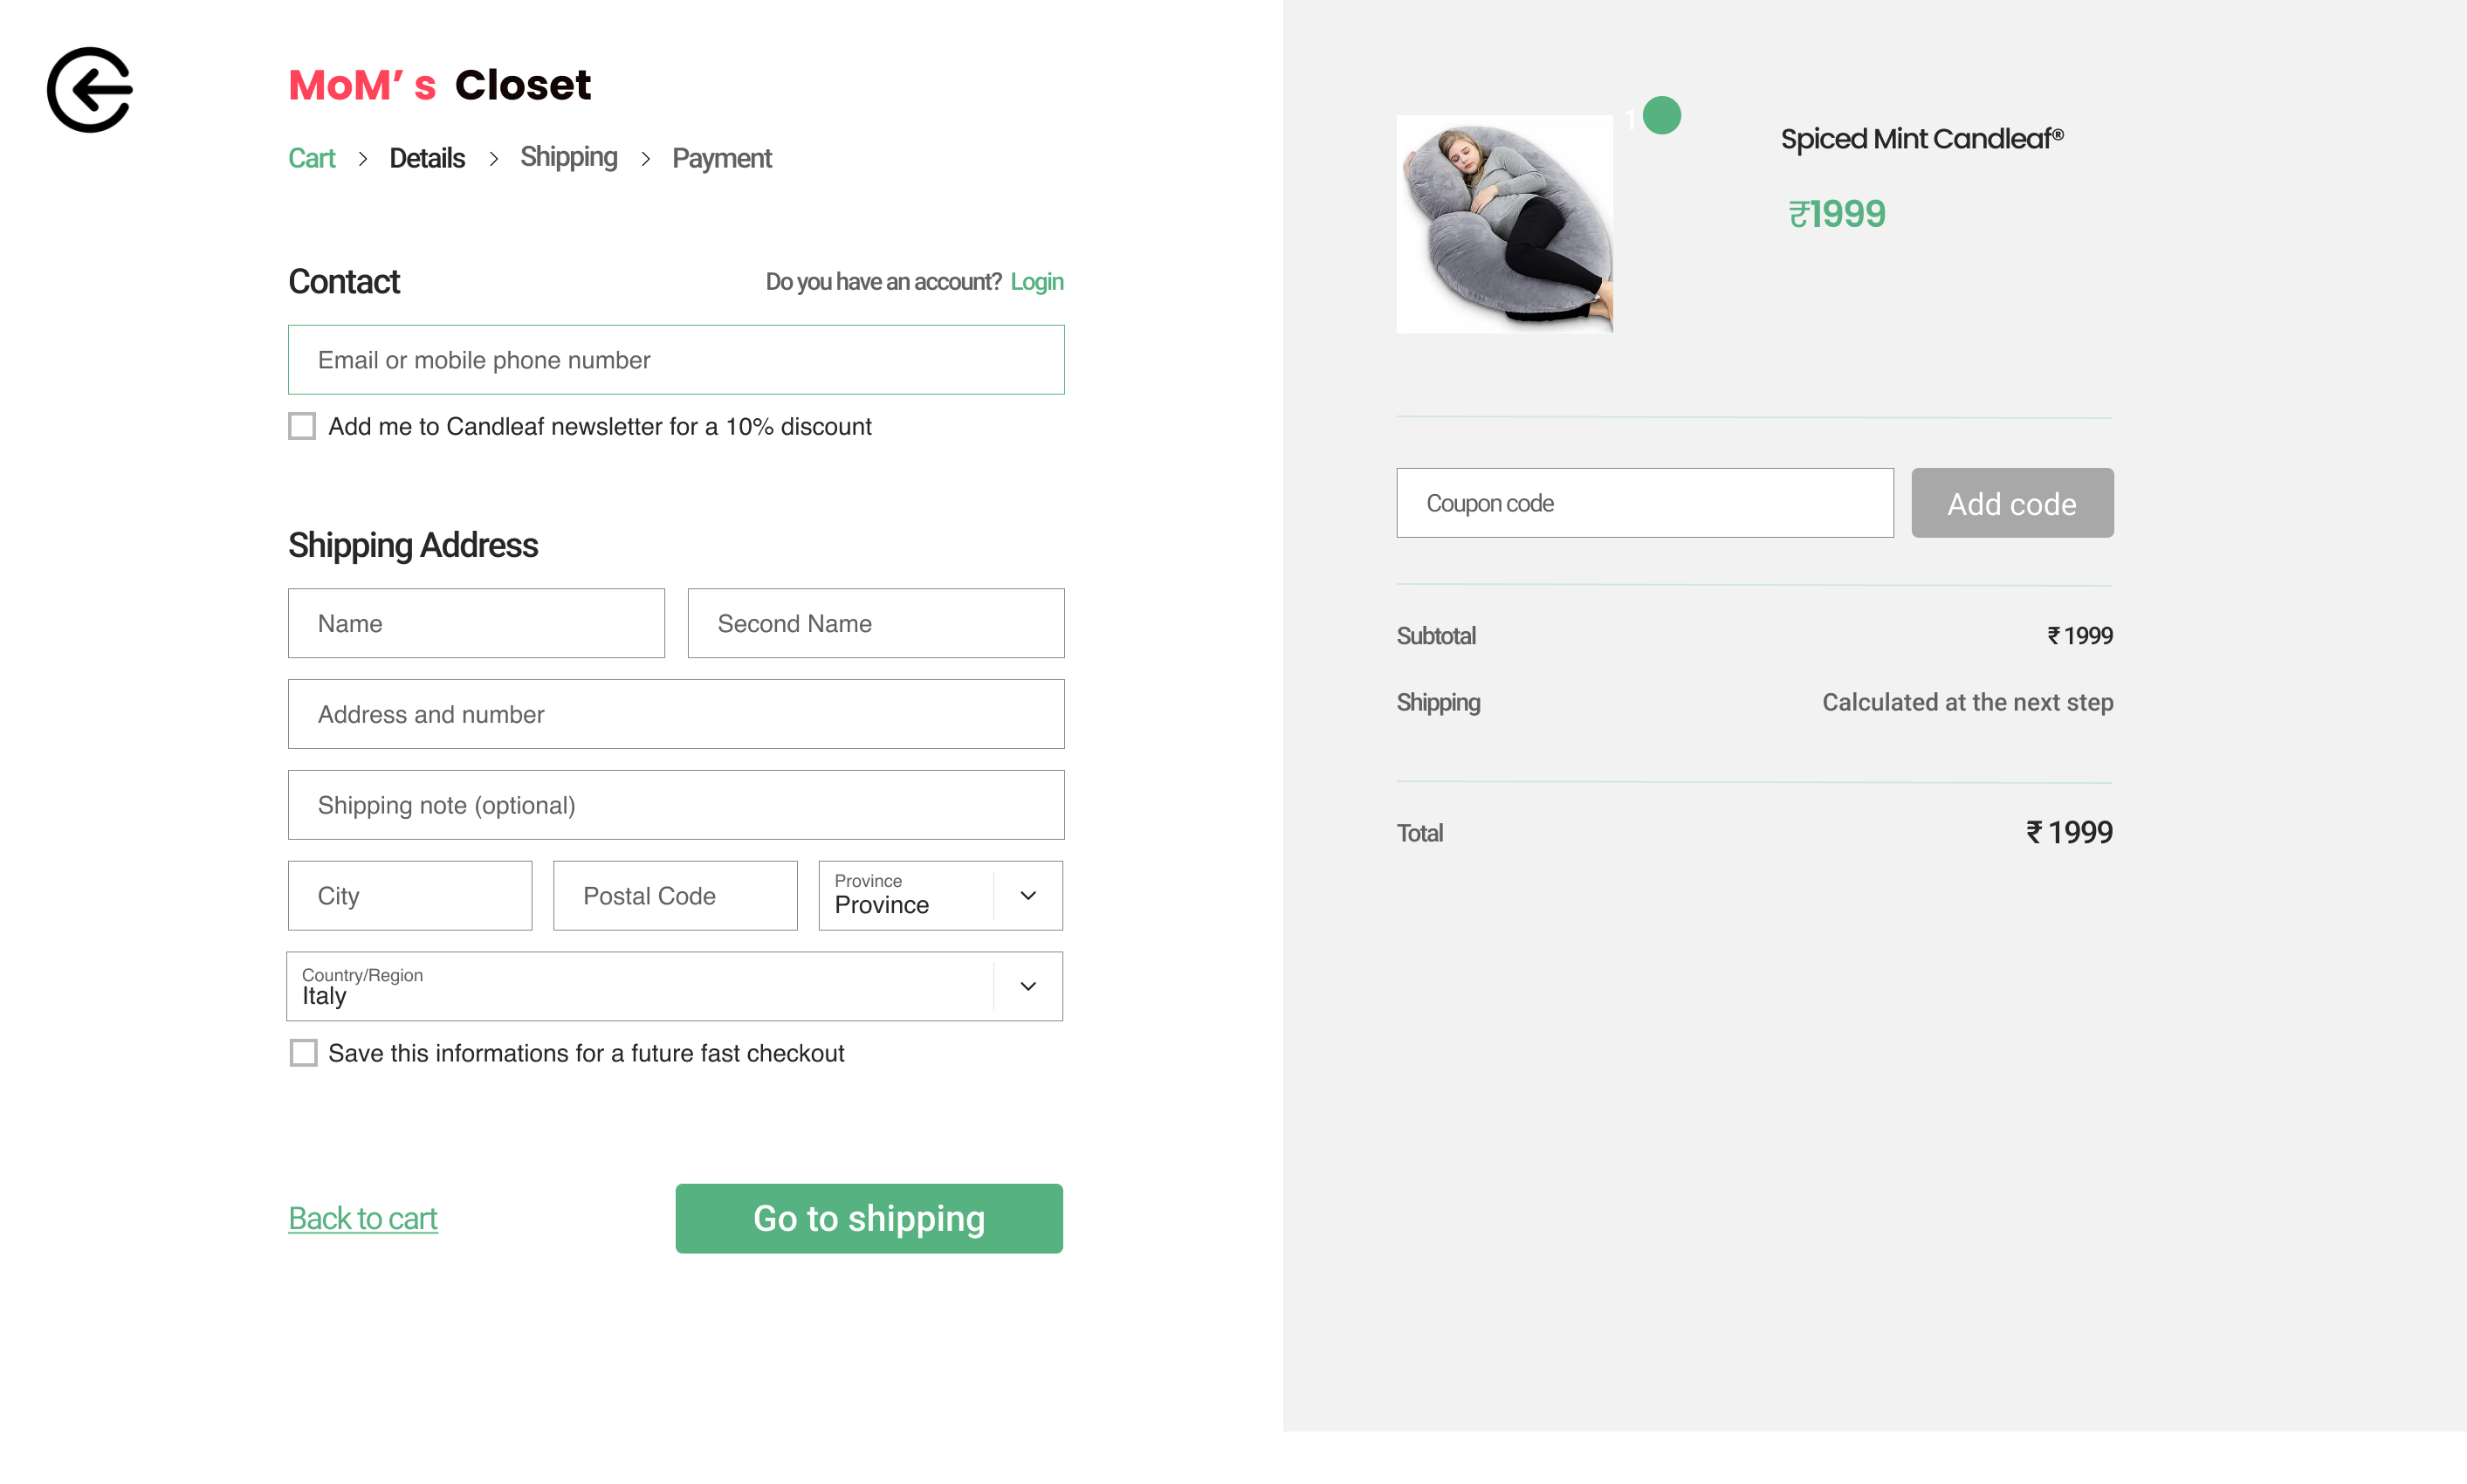 MoM’ s Closet
Cart > Details > Shipping > Payment
Contact
Do you have an account? Login
Email or mobile phone number
Add me to Candleaf newsletter for a 10% discount
Shipping Address
Name
Second Name
Address and number
Shipping note (optional)
City
Postal Code
Province
Province
Country/Region
Italy
Save this informations for a future fast checkout
Back to cart
Go to shipping
1
Spiced Mint Candleaf®
₹1999
Coupon code
Add code
Subtotal
₹ 1999
Shipping
Calculated at the next step
Total
₹ 1999